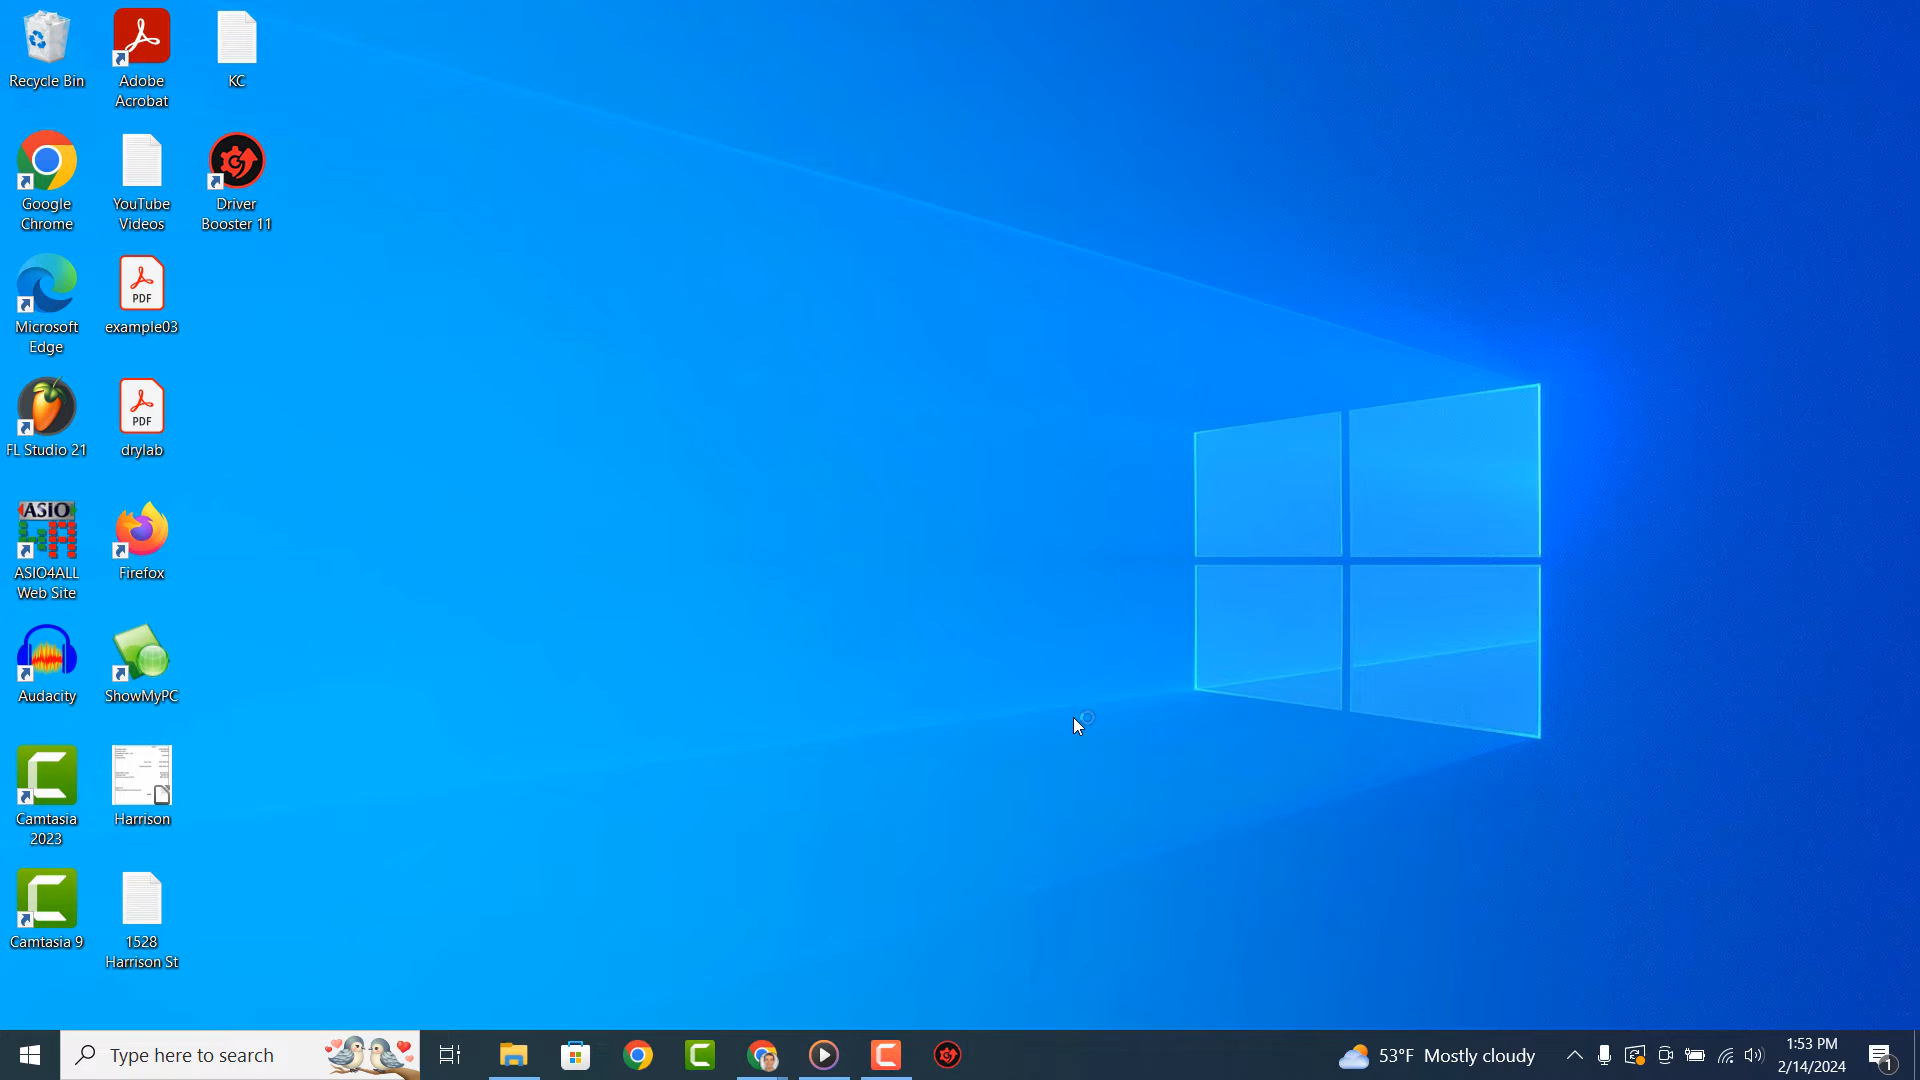 Recycle Bin
Adobe
Acrobat
KC
Google
Chrome
YouTube
Videos
Driver
Booster 11
Microsoft
Edge
PDF
example03
FL Studio 21
PDF
drylab
ASIO
4A
ASIO4ALL
Web Site
Firefox
Audacity
ShowMyPC
Camtasia
2023
Harrison
Camtasia 9
1528
Harrison St
Type here to search
53°F Mostly cloudy
1:53 PM
2/14/2024
1